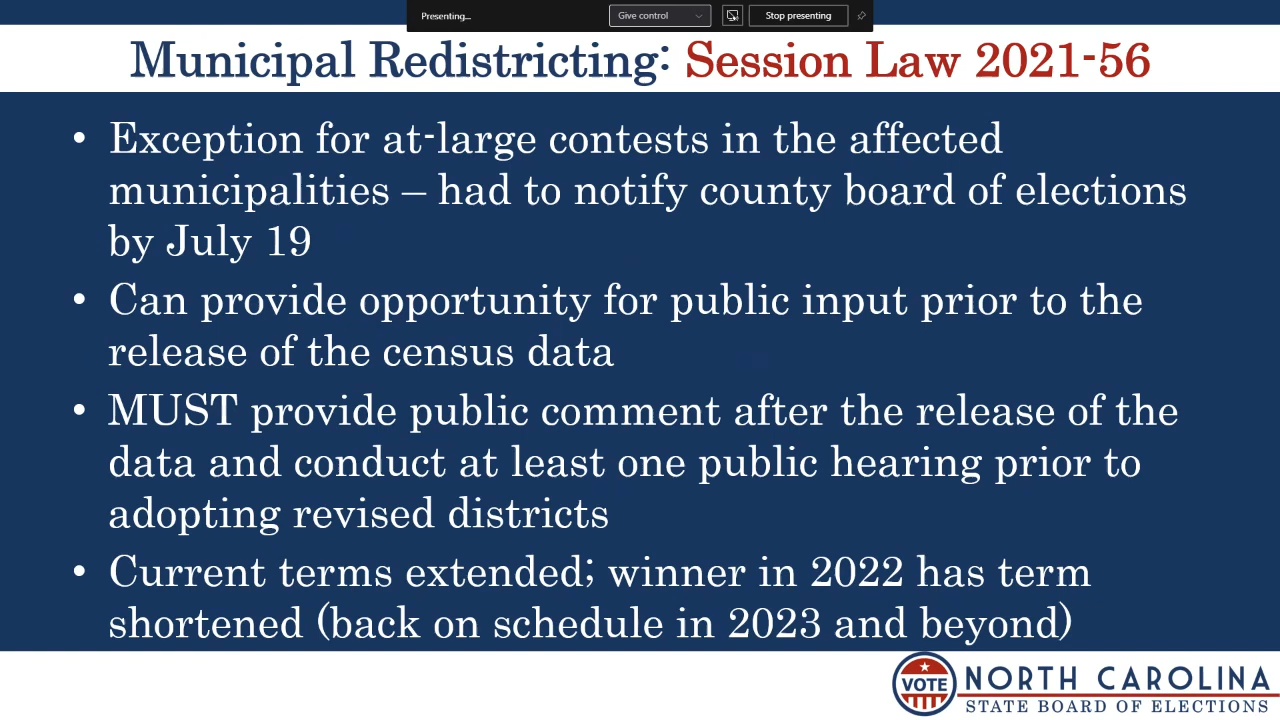 Presenting...
Give control
Stop presenting
Municipal Redistricting: Session Law 2021-56
• Exception for at-large contests in the affected
municipalities – had to notify county board of elections
by July 19
• Can provide opportunity for public input prior to the
release of the census data
• MUST provide public comment after the release of the
data and conduct at least one public hearing prior to
adopting revised districts
• Current terms extended; winner in 2022 has term
shortened (back on schedule in 2023 and beyond)
VOTE
NORTH CAROLINA
STATE BOARD OF ELECTIONS